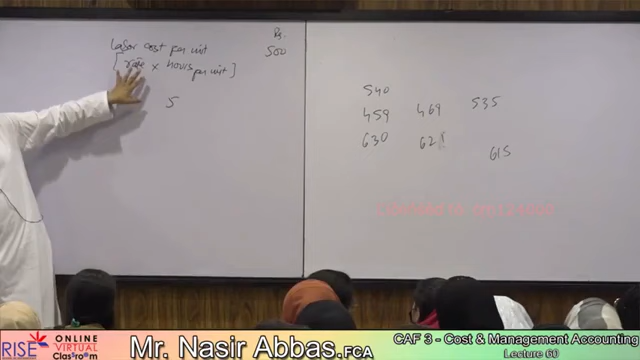 Rs.
Labor cost per unit 500
[ rate × hours per unit ]
5
540
459 469 535
630 62
615
RISE ONLINE VIRTUAL Classroom
Mr. Nasir Abbas.FCA
CAF 3 - Cost & Management Accounting
Lecture 60